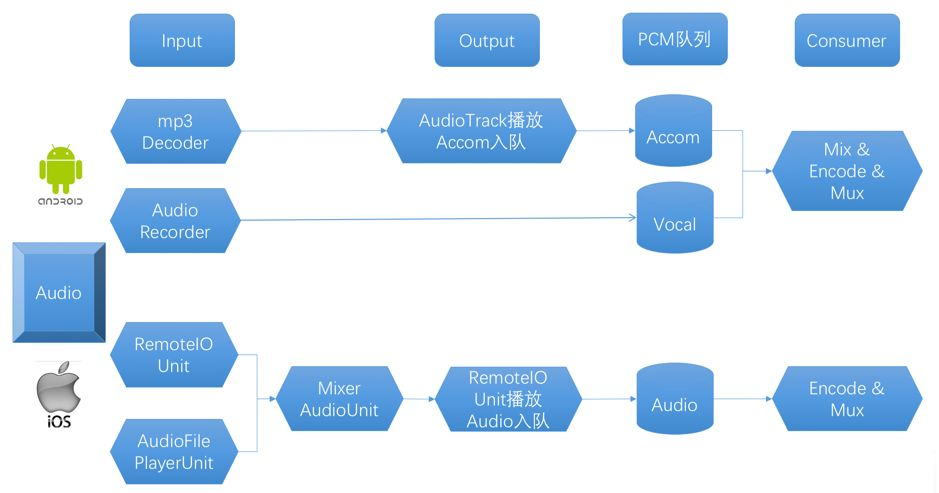 Input
Output
PCM队列
Consumer
mp3
Decoder
AudioTrack播放
Accom入队
Accom
Mix &
Encode &
Mux
ANDROID
Audio
Recorder
Vocal
Audio
RemoteIO
Unit
iOS
Mixer
AudioUnit
RemoteIO
Unit播放
Audio入队
Audio
Encode &
Mux
AudioFile
PlayerUnit